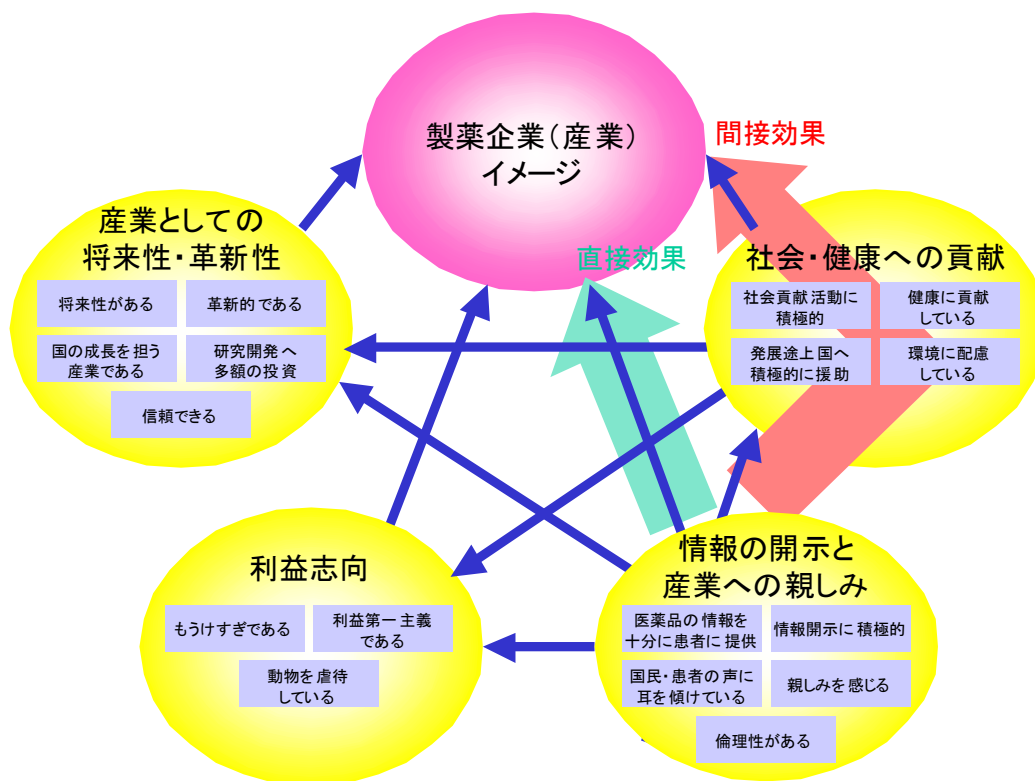 製薬企業（産業）
イメージ
間接効果
直接効果
産業としての
将来性・革新性
将来性がある
革新的である
国の成長を担う
産業である
研究開発へ
多額の投資
信頼できる
社会・健康への貢献
社会貢献活動に
積極的
健康に貢献
している
発展途上国へ
積極的に援助
環境に配慮
している
利益志向
もうけすぎである
利益第一主義
である
動物を虐待
している
情報の開示と
産業への親しみ
医薬品の情報を
十分に患者に提供
情報開示に積極的
国民・患者の声に
耳を傾けている
親しみを感じる
倫理性がある